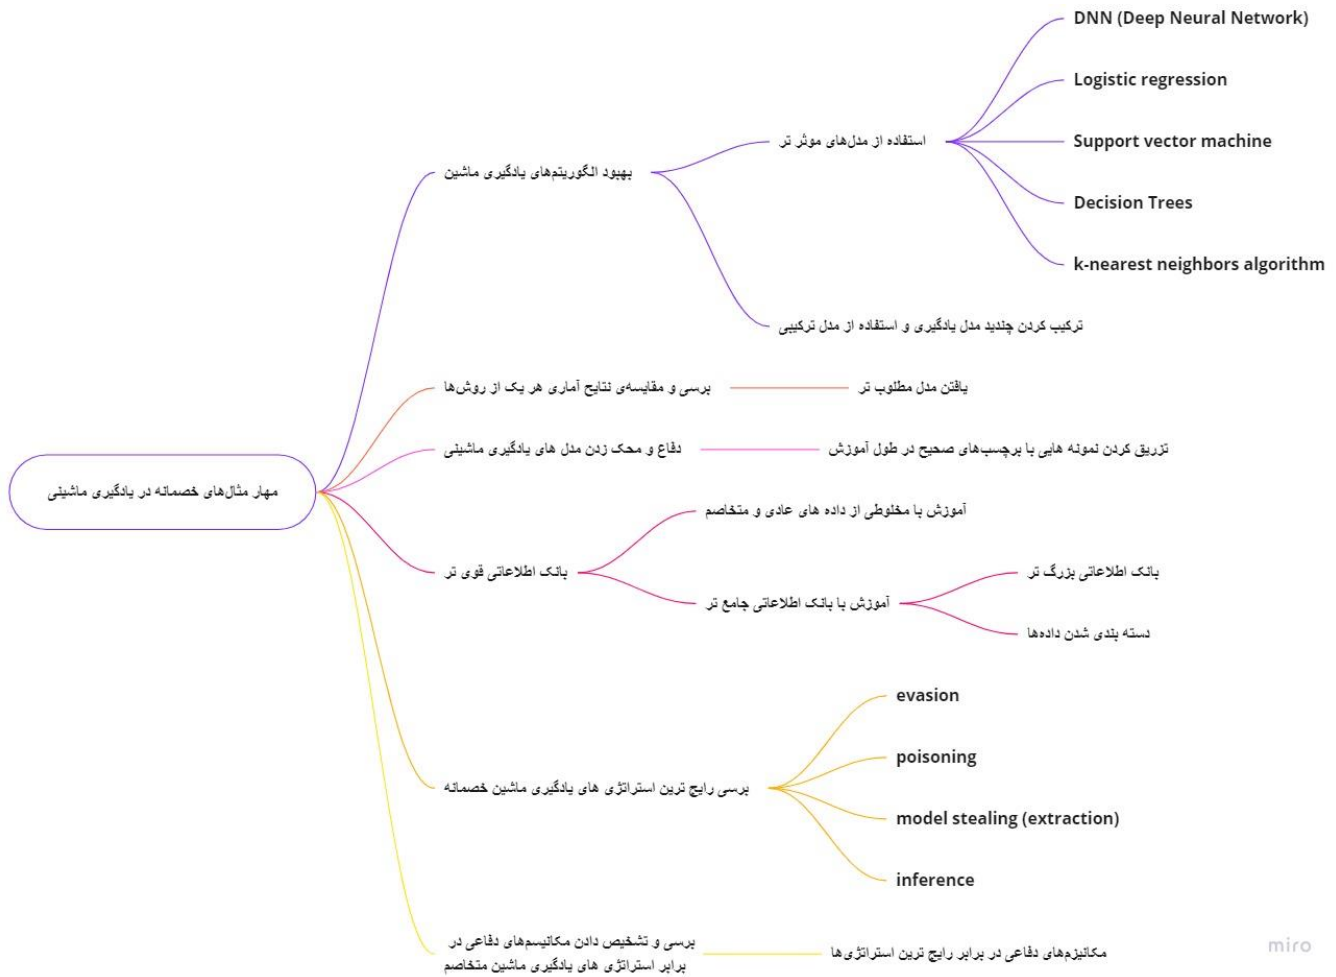 مهار مثال‌های خصمانه در یادگیری ماشینی
بهبود الگوریتم‌های یادگیری ماشین
استفاده از مدل‌های موثر تر
DNN (Deep Neural Network)
Logistic regression
Support vector machine
Decision Trees
k-nearest neighbors algorithm
ترکیب کردن چندید مدل یادگیری و استفاده از مدل ترکیبی
برسی و مقایسه‌ی نتایج آماری هر یک از روش‌ها
یافتن مدل مطلوب تر
دفاع و محک زدن مدل های یادگیری ماشینی
تزریق کردن نمونه هایی با برچسب‌های صحیح در طول آموزش
بانک اطلاعاتی قوی تر
آموزش با مخلوطی از داده های عادی و متخاصم
آموزش با بانک اطلاعاتی جامع تر
بانک اطلاعاتی بزرگ تر
دسته بندی شدن داده‌ها
برسی رایج ترین استراتژی های یادگیری ماشین خصمانه
evasion
poisoning
model stealing (extraction)
inference
برسی و تشخیص دادن مکانیسم‌های دفاعی در
برابر استراتژی های یادگیری ماشین متخاصم
مکانیزم‌های دفاعی در برابر رایج ترین استراتژی‌ها
miro